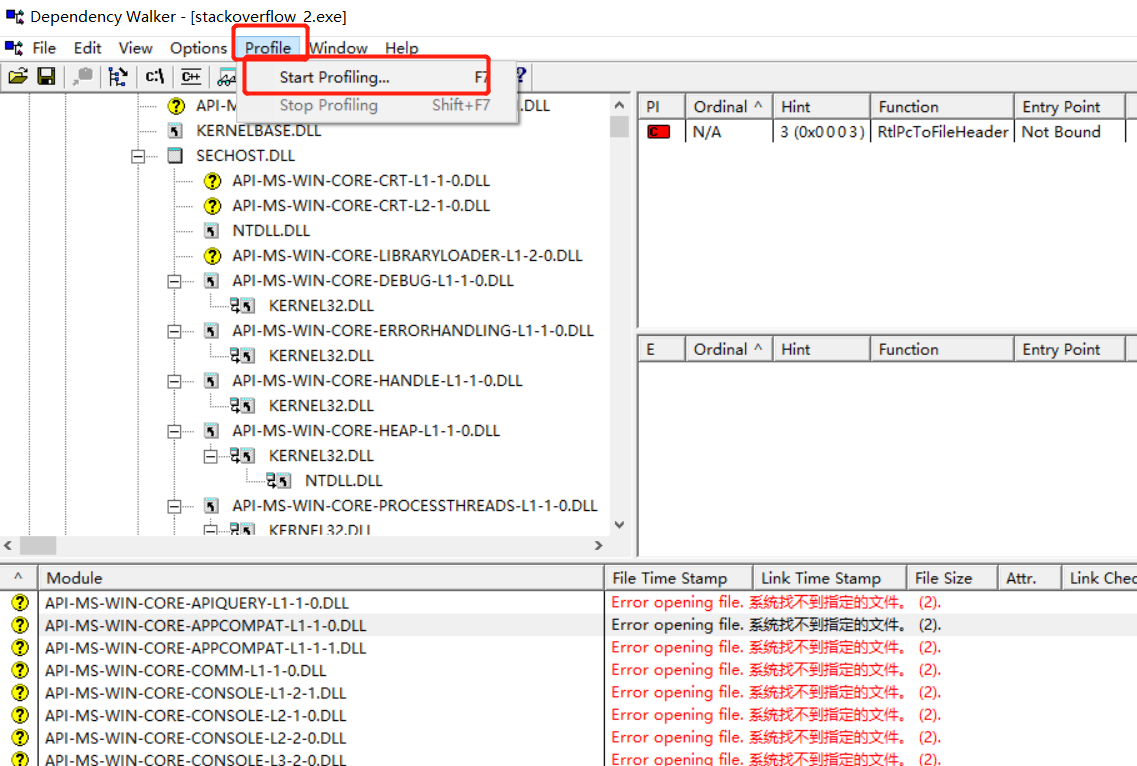 Dependency Walker - [stackoverflow_2.exe]
File Edit View Options Profile Window Help
Start Profiling... F7
Stop Profiling Shift+F7
C:\ C++ ?
API-M .DLL
KERNELBASE.DLL
SECHOST.DLL
API-MS-WIN-CORE-CRT-L1-1-0.DLL
API-MS-WIN-CORE-CRT-L2-1-0.DLL
NTDLL.DLL
API-MS-WIN-CORE-LIBRARYLOADER-L1-2-0.DLL
API-MS-WIN-CORE-DEBUG-L1-1-0.DLL
KERNEL32.DLL
API-MS-WIN-CORE-ERRORHANDLING-L1-1-0.DLL
KERNEL32.DLL
API-MS-WIN-CORE-HANDLE-L1-1-0.DLL
KERNEL32.DLL
API-MS-WIN-CORE-HEAP-L1-1-0.DLL
KERNEL32.DLL
NTDLL.DLL
API-MS-WIN-CORE-PROCESSTHREADS-L1-1-0.DLL
KERNEL32.DLL
PI Ordinal ^ Hint Function Entry Point
C N/A 3 (0x0003) RtlPcToFileHeader Not Bound
E Ordinal ^ Hint Function Entry Point
^ Module File Time Stamp Link Time Stamp File Size Attr. Link Chec
API-MS-WIN-CORE-APIQUERY-L1-1-0.DLL Error opening file. 系统找不到指定的文件。 (2).
API-MS-WIN-CORE-APPCOMPAT-L1-1-0.DLL Error opening file. 系统找不到指定的文件。 (2).
API-MS-WIN-CORE-APPCOMPAT-L1-1-1.DLL Error opening file. 系统找不到指定的文件。 (2).
API-MS-WIN-CORE-COMM-L1-1-0.DLL Error opening file. 系统找不到指定的文件。 (2).
API-MS-WIN-CORE-CONSOLE-L1-2-1.DLL Error opening file. 系统找不到指定的文件。 (2).
API-MS-WIN-CORE-CONSOLE-L2-1-0.DLL Error opening file. 系统找不到指定的文件。 (2).
API-MS-WIN-CORE-CONSOLE-L2-2-0.DLL Error opening file. 系统找不到指定的文件。 (2).
API-MS-WIN-CORE-CONSOLE-L3-2-0.DLL Error opening file. 系统找不到指定的文件。 (2).